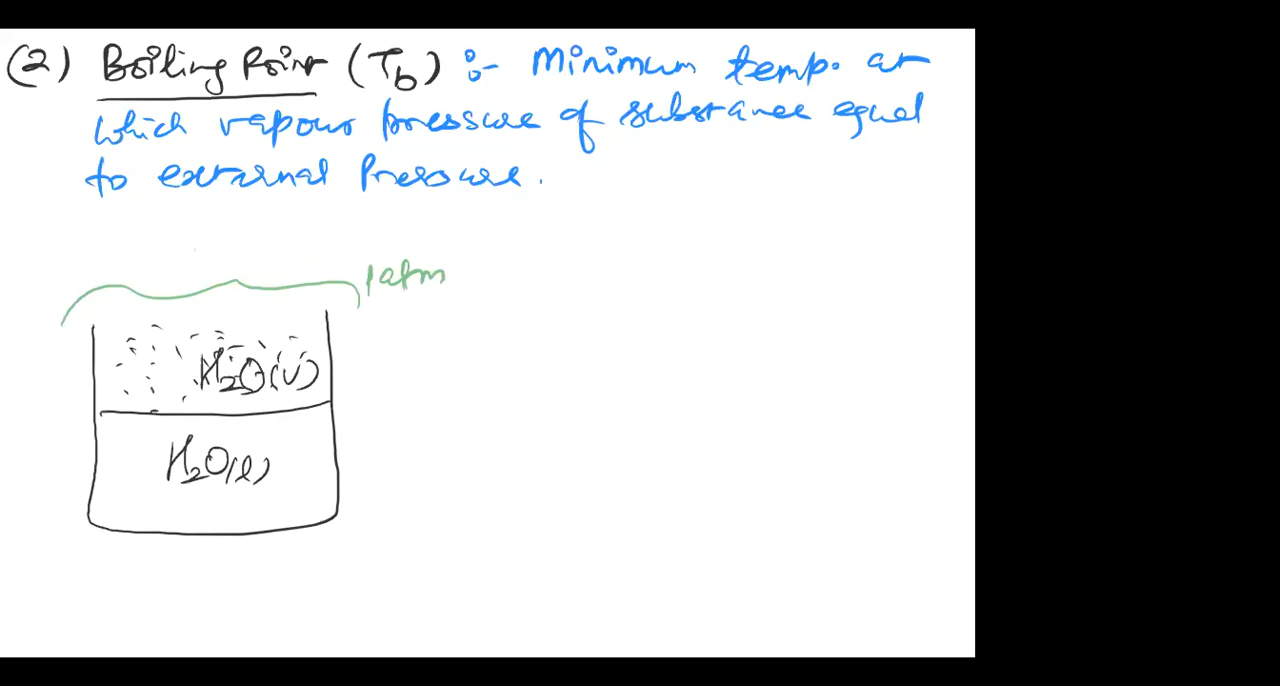 (2) Boiling Point (Tb) :- Minimum temp. at
which vapour pressure of substance equal
to external Pressure.
1atm
H₂O(v)
H₂O(l)